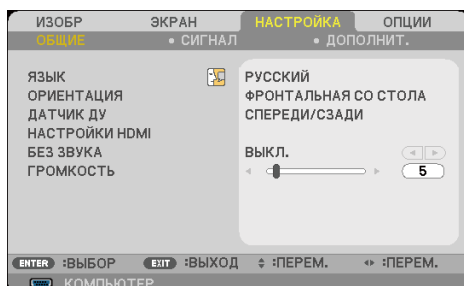 ИЗОБР ЭКРАН НАСТРОЙКА ОПЦИИ
ОБЩИЕ • СИГНАЛ • ДОПОЛНИТ.
ЯЗЫК РУССКИЙ
ОРИЕНТАЦИЯ ФРОНТАЛЬНАЯ СО СТОЛА
ДАТЧИК ДУ СПЕРЕДИ/СЗАДИ
НАСТРОЙКИ HDMI
БЕЗ ЗВУКА ВЫКЛ.
ГРОМКОСТЬ 5
ENTER :ВЫБОР EXIT :ВЫХОД :ПЕРЕМ. :ПЕРЕМ.
КОМПЬЮТЕР